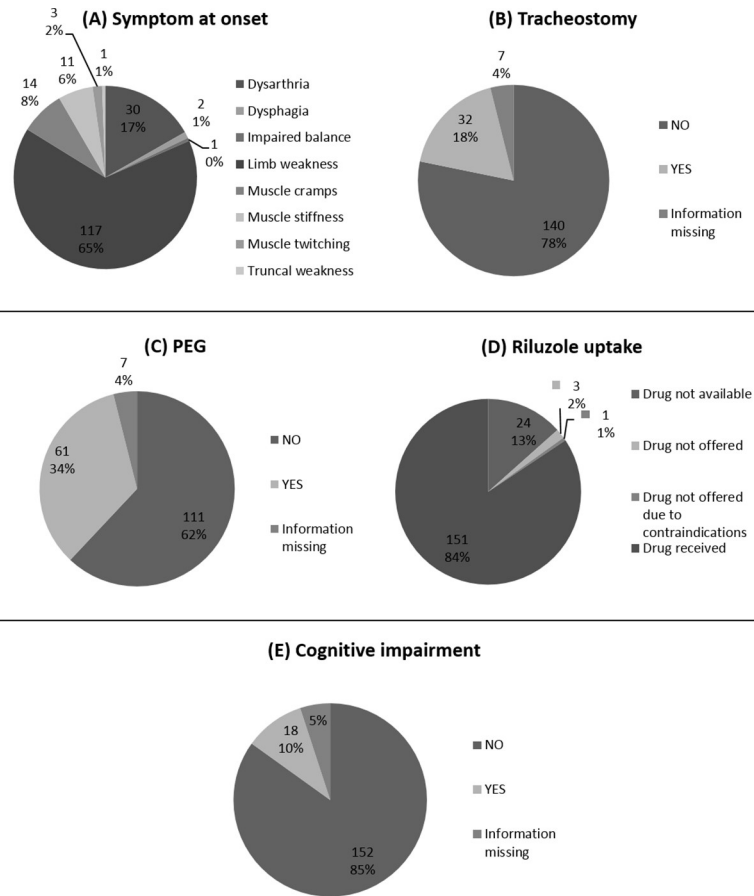 (A) Symptom at onset
3
2%
1
1%
11
6%
14
8%
30
17%
2
1%
1
0%
117
65%
Dysarthria
Dysphagia
Impaired balance
Limb weakness
Muscle cramps
Muscle stiffness
Muscle twitching
Truncal weakness
(B) Tracheostomy
7
4%
32
18%
140
78%
NO
YES
Information
missing
(C) PEG
7
4%
61
34%
111
62%
NO
YES
Information
missing
(D) Riluzole uptake
3
2%
1
1%
24
13%
151
84%
Drug not available
Drug not offered
Drug not offered
due to
contraindications
Drug received
(E) Cognitive impairment
5%
18
10%
152
85%
NO
YES
Information
missing